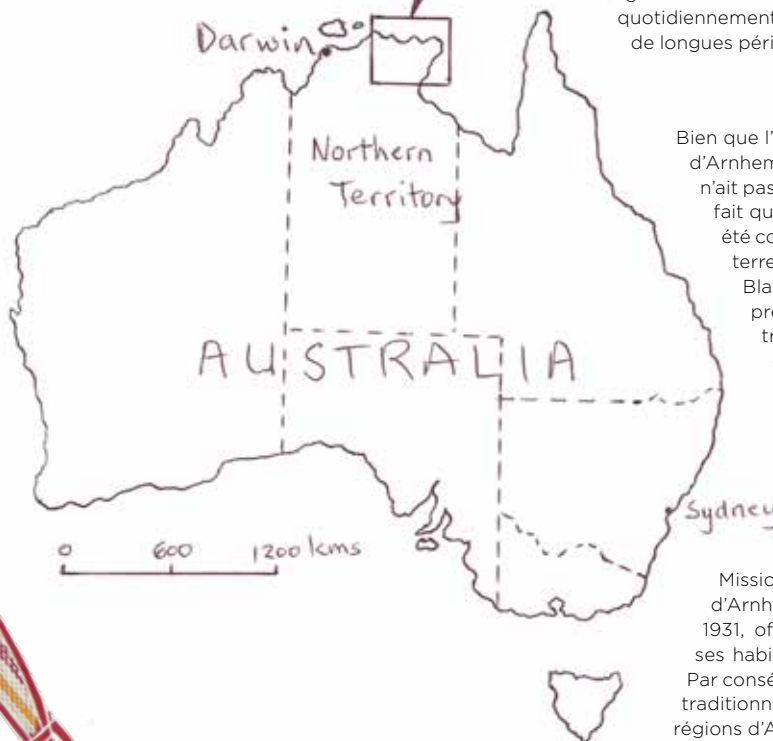 Darwin
Northern
Territory
AUSTRALIA
Sydney
0 600 1200 kms
quotidiennement
de longues péri
Bien que l'
d'Arnhem
n'ait pas
fait qu
été co
terre
Bla
pre
tr
Mission
d'Arnh
1931, of
ses habi
Par consé
traditionn
régions d'A